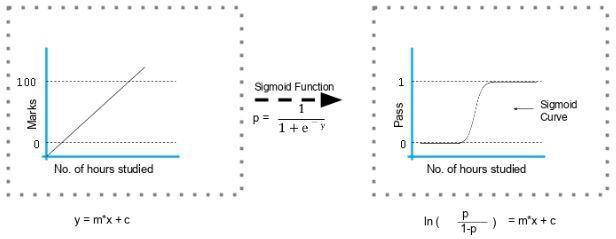 100
Marks
0
No. of hours studied
y = m*x + c
Sigmoid Function
p = 1 / 1 + e^-y
1
Pass
0
Sigmoid
Curve
No. of hours studied
ln ( p / 1-p ) = m*x + c